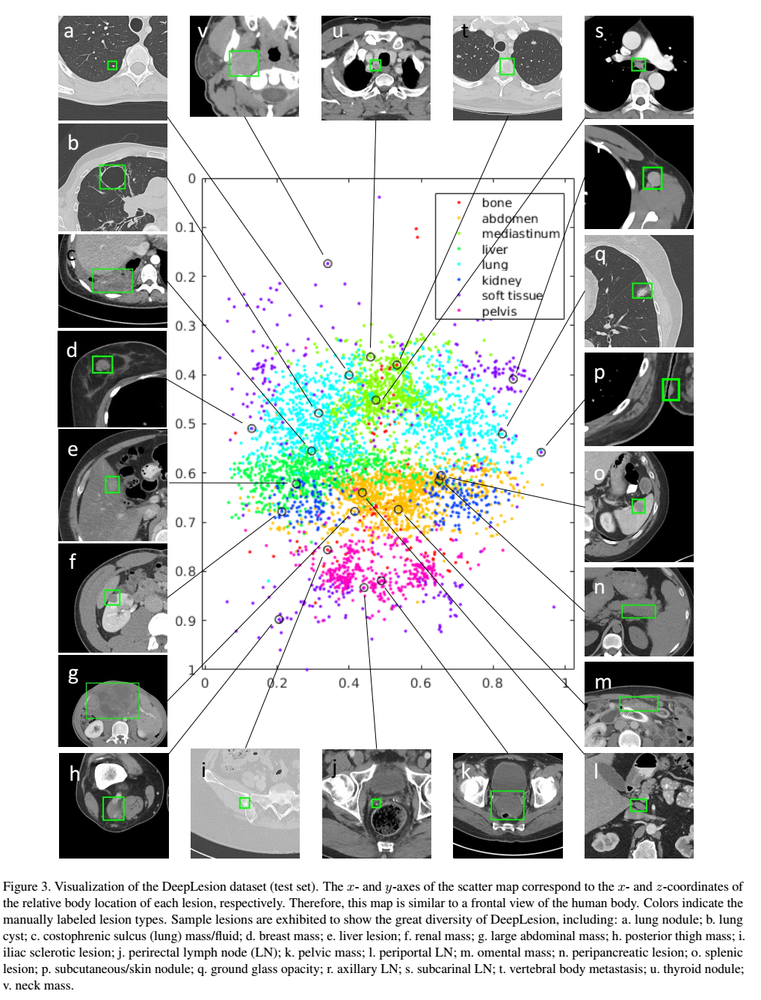 a
v
u
t
s
b
r
c
q
d
p
e
o
f
n
g
m
h
i
j
k
l
0
0.1
0.2
0.3
0.4
0.5
0.6
0.7
0.8
0.9
1
0 0.2 0.4 0.6 0.8 1
bone
abdomen
mediastinum
liver
lung
kidney
soft tissue
pelvis
Figure 3. Visualization of the DeepLesion dataset (test set). The x- and y-axes of the scatter map correspond to the x- and z-coordinates of
the relative body location of each lesion, respectively. Therefore, this map is similar to a frontal view of the human body. Colors indicate the
manually labeled lesion types. Sample lesions are exhibited to show the great diversity of DeepLesion, including: a. lung nodule; b. lung
cyst; c. costophrenic sulcus (lung) mass/fluid; d. breast mass; e. liver lesion; f. renal mass; g. large abdominal mass; h. posterior thigh mass; i.
iliac sclerotic lesion; j. perirectal lymph node (LN); k. pelvic mass; l. periportal LN; m. omental mass; n. peripancreatic lesion; o. splenic
lesion; p. subcutaneous/skin nodule; q. ground glass opacity; r. axillary LN; s. subcarinal LN; t. vertebral body metastasis; u. thyroid nodule;
v. neck mass.